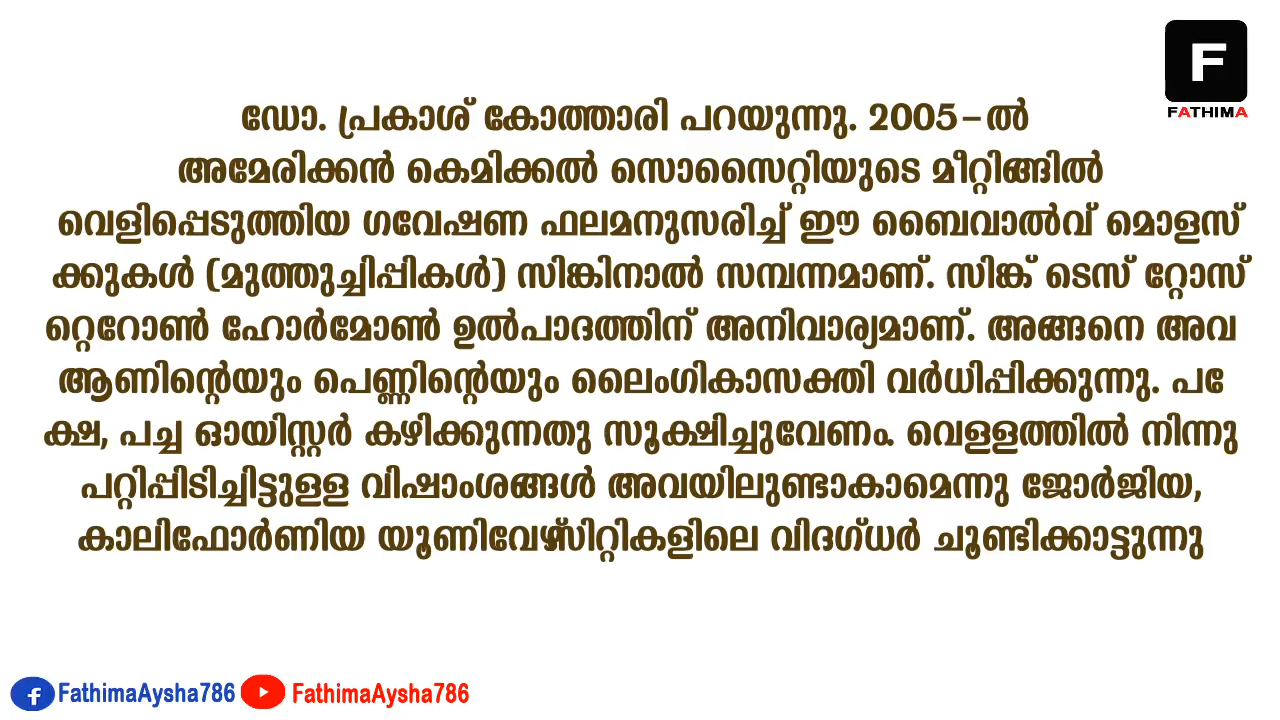 F
FATHIMA
ഡോ. പ്രകാശ് കോത്താരി പറയുന്നു. 2005-ൽ
അമേരിക്കൻ കെമിക്കൽ സൊസൈറ്റിയുടെ മീറ്റിങ്ങിൽ
വെളിപ്പെടുത്തിയ ഗവേഷണ ഫലമനുസരിച്ച് ഈ ബൈവാൽവ് മൊളസ്
ക്കുകൾ (മുത്തുച്ചിപ്പികൾ) സിങ്കിനാൽ സമ്പന്നമാണ്. സിങ്ക് ടെസ് റ്റോസ്
റ്റെറോൺ ഹോർമോൺ ഉൽപാദത്തിന് അനിവാര്യമാണ്. അങ്ങനെ അവ
ആണിന്റെയും പെണ്ണിന്റെയും ലൈംഗികാസക്തി വർധിപ്പിക്കുന്നു. പ
ക്ഷേ, പച്ച ഓയിസ്റ്റർ കഴിക്കുന്നതു സൂക്ഷിച്ചുവേണം. വെളളത്തിൽ നിന്നു
പറ്റിപ്പിടിച്ചിട്ടുളള വിഷാംശങ്ങൾ അവയിലുണ്ടാകാമെന്നു ജോർജിയ,
കാലിഫോർണിയ യൂണിവേഴ്സിറ്റികളിലെ വിദഗ്ധർ ചൂണ്ടിക്കാട്ടുന്നു
FathimaAysha786 FathimaAysha786